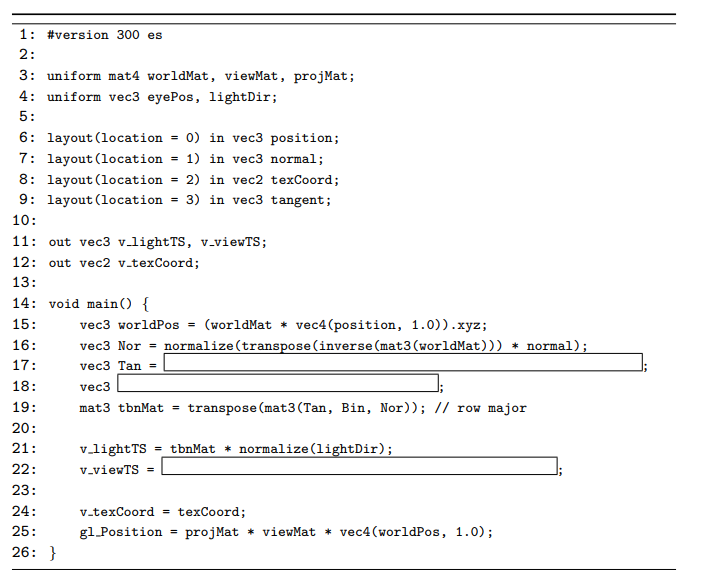 1: #version 300 es
2:
3: uniform mat4 worldMat, viewMat, projMat;
4: uniform vec3 eyePos, lightDir;
5:
6: layout(location = 0) in vec3 position;
7: layout(location = 1) in vec3 normal;
8: layout(location = 2) in vec2 texCoord;
9: layout(location = 3) in vec3 tangent;
10:
11: out vec3 v_lightTS, v_viewTS;
12: out vec2 v_texCoord;
13:
14: void main() {
15: vec3 worldPos = (worldMat * vec4(position, 1.0)).xyz;
16: vec3 Nor = normalize(transpose(inverse(mat3(worldMat))) * normal);
17: vec3 Tan = ;
18: vec3 ;
19: mat3 tbnMat = transpose(mat3(Tan, Bin, Nor)); // row major
20:
21: v_lightTS = tbnMat * normalize(lightDir);
22: v_viewTS = ;
23:
24: v_texCoord = texCoord;
25: gl_Position = projMat * viewMat * vec4(worldPos, 1.0);
26: }